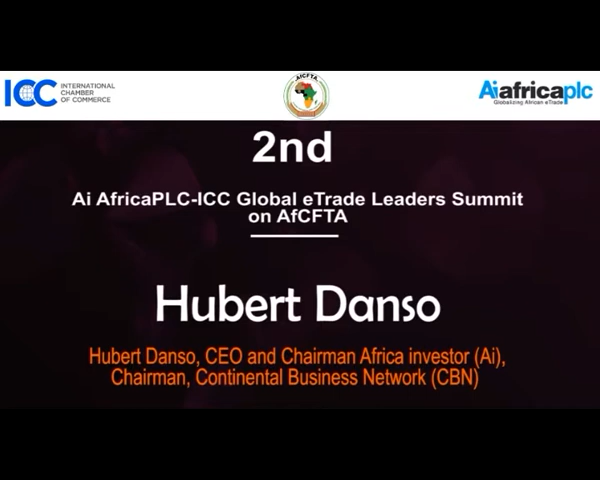 ICC INTERNATIONAL
CHAMBER
OF COMMERCE
AfCFTA
Aiafricaplc
Globalizing African eTrade
2nd
Ai AfricaPLC-ICC Global eTrade Leaders Summit
on AfCFTA
Hubert Danso
Hubert Danso, CEO and Chairman Africa investor (Ai),
Chairman, Continental Business Network (CBN)